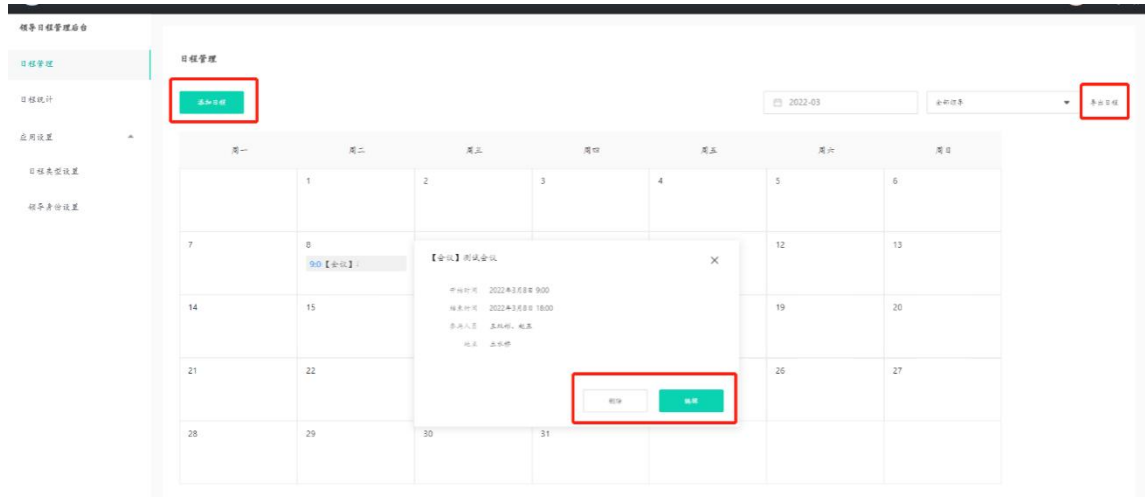 领导日程管理后台
日程管理
日程统计
应用设置
日程类型设置
领导身份设置
日程管理
添加日程
2022-03
全部领导
导出日程
周一 周二 周三 周四 周五 周六 周日
1 2 3 4 5 6
7 8 12 13
9:0【会议】
【会议】测试会议
开始时间 2022年3月8日 9:00
结束时间 2022年3月8日 16:00
参与人员
地点
删除 编辑
14 15 19 20
21 22 26 27
28 29 30 31